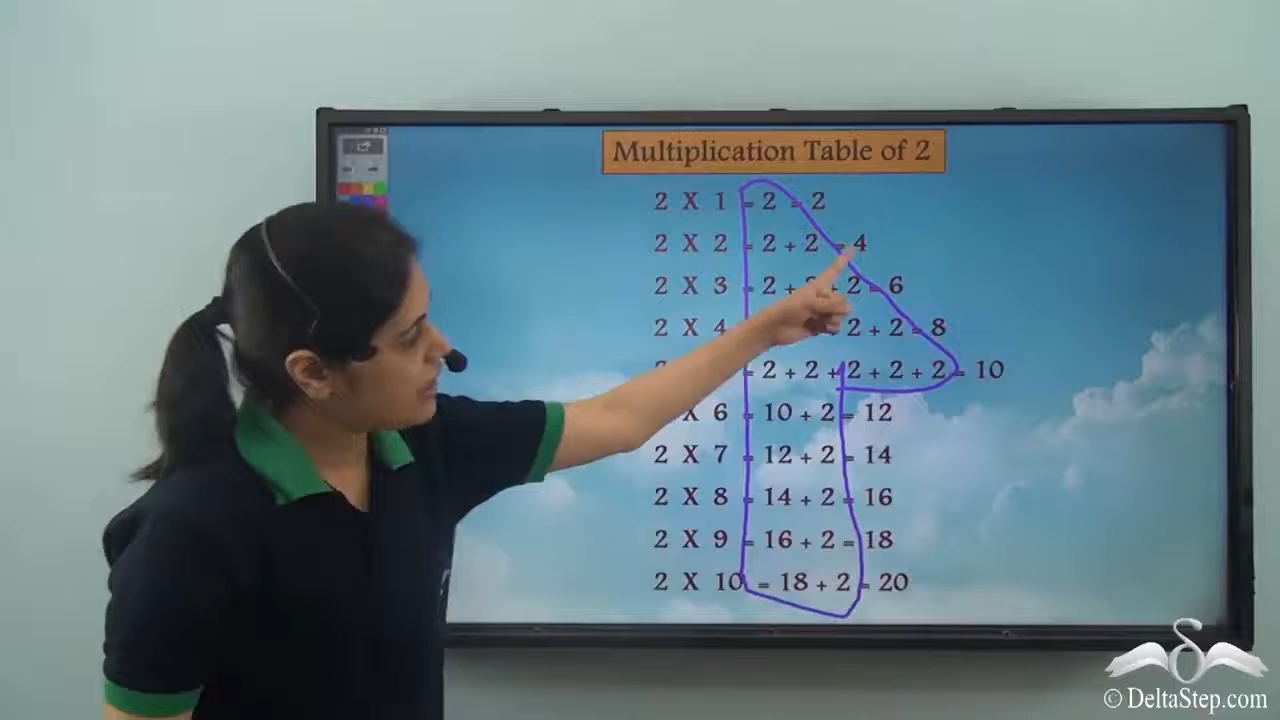 Multiplication Table of 2
2 X 1 = 2 = 2
2 X 2 = 2 + 2 = 4
2 X 3 = 2 + 2 = 6
2 X 4 2 + 2 = 8
= 2 + 2 + 2 + 2 + 2 = 10
X 6 = 10 + 2 = 12
2 X 7 = 12 + 2 = 14
2 X 8 = 14 + 2 = 16
2 X 9 = 16 + 2 = 18
2 X 10 = 18 + 2 = 20
© DeltaStep.com